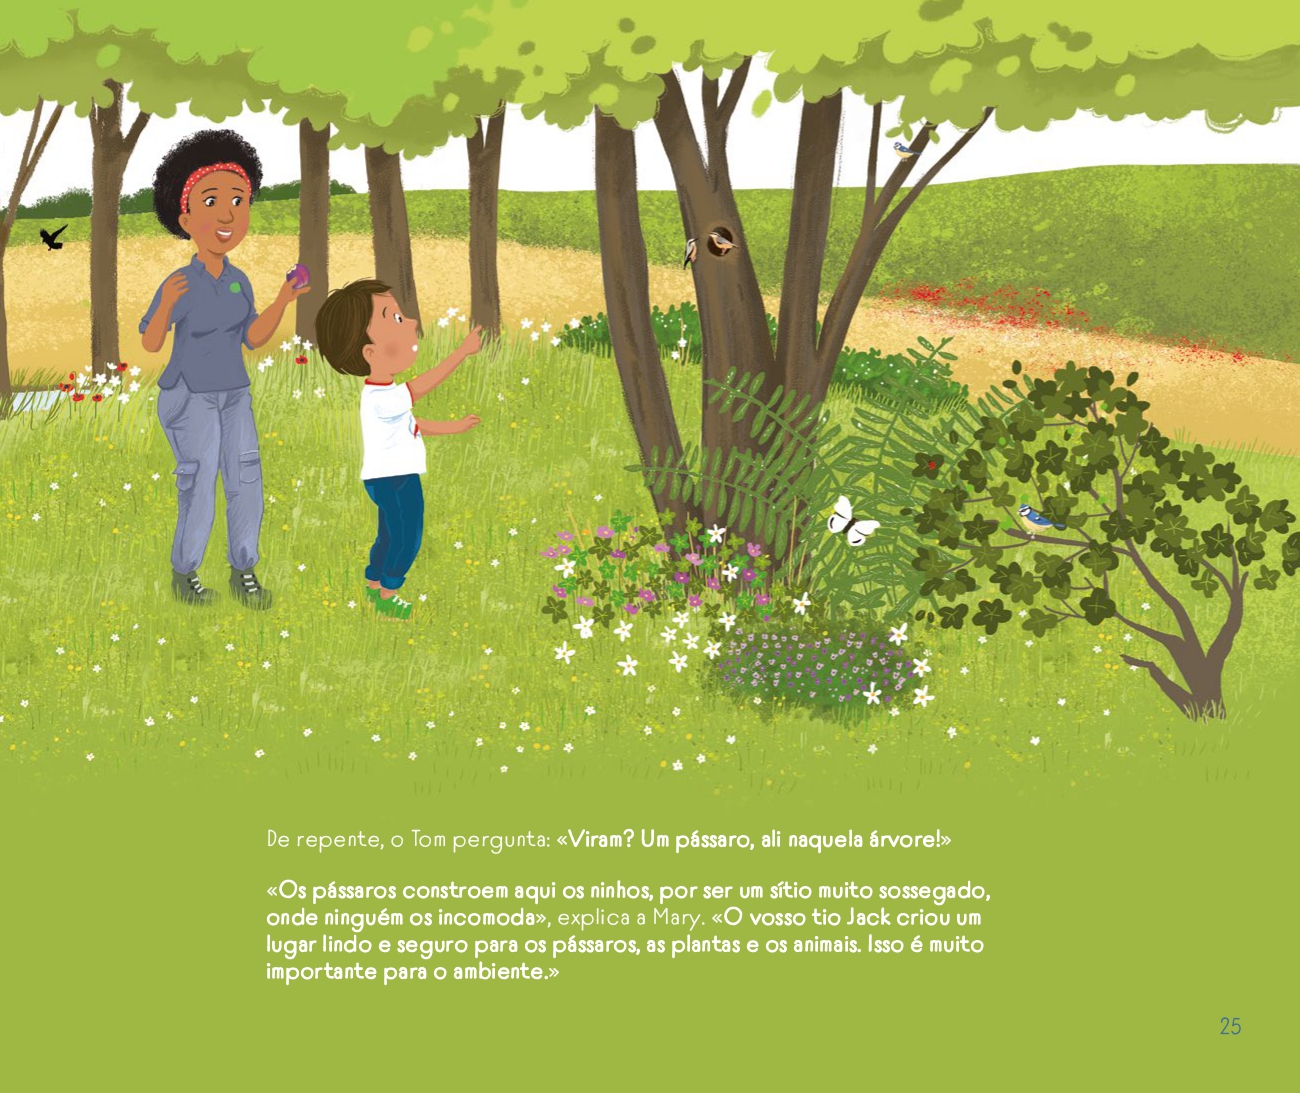 De repente, o Tom pergunta: «Viram? Um pássaro, ali naquela árvore!»
«Os pássaros constroem aqui os ninhos, por ser um sítio muito sossegado,
onde ninguém os incomoda», explica a Mary. «O vosso tio Jack criou um
lugar lindo e seguro para os pássaros, as plantas e os animais. Isso é muito
importante para o ambiente.»
25